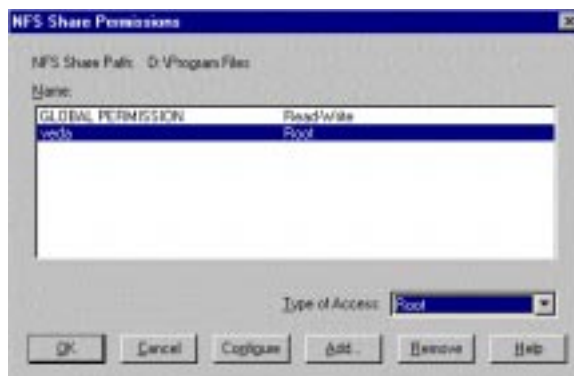 NFS Share Permissions
NFS Share Path: D:\Program Files
Name:
GLOBAL PERMISSION Read-Write
veda Root
Type of Access: Root
OK Cancel Configure Add... Remove Help